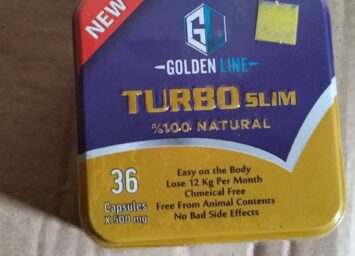 NEW
G
GOLDEN LINE
TURBO SLIM
%100 NATURAL
36
Capsules
x 500 mg
Easy on the Body
Lose 12 Kg Per Month
Chmeical Free
Free From Animal Contents
No Bad Side Effects